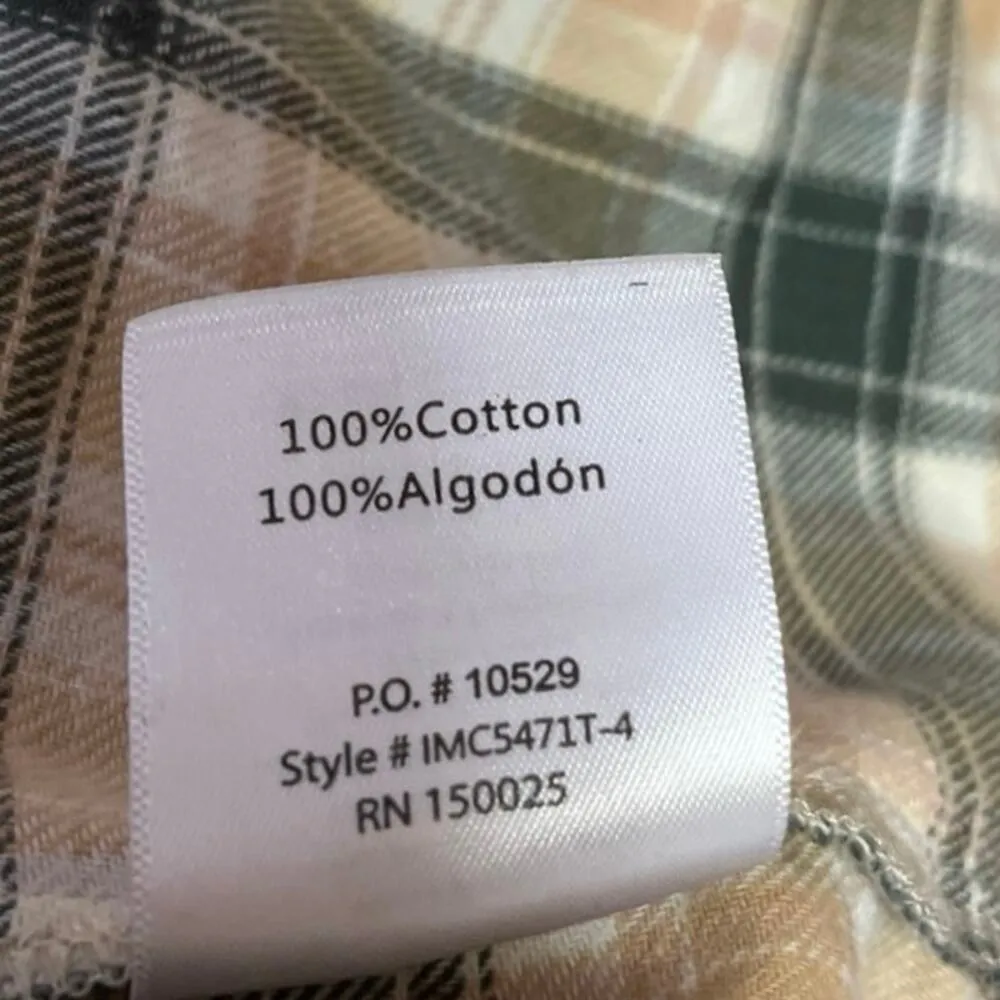 100%Cotton
100%Algodón
P.O. # 10529
Style # IMC5471T-4
RN 150025